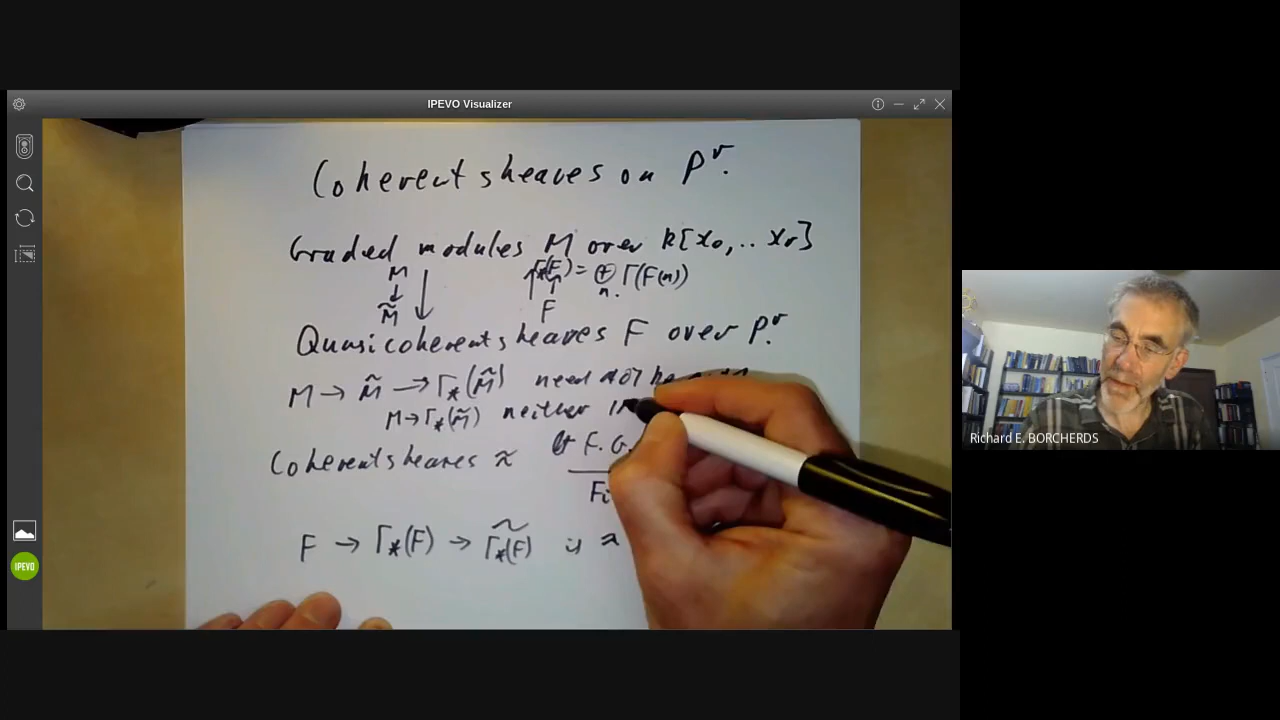 IPEVO Visualizer
Coherent sheaves on P^r.
Graded modules M over k[x_0, .. x_r]
M ↓ M̃ ↓ ↑ Γ_*(F) = ⊕_n Γ(F(n))
↑
F
Quasicoherent sheaves F over P^r.
M → M̃ → Γ_*(M̃) need not be
M → Γ_*(M̃) neither
Coherent sheaves ≈ F. G.
F → Γ_*(F) → Γ_*(F)~ is ≈
IPEVO
Richard E. BORCHERDS